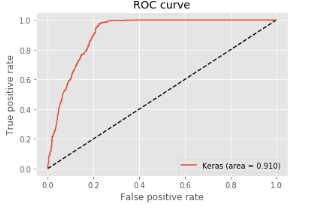 ROC curve
True positive rate
1.0
0.8
0.6
0.4
0.2
0.0
Keras (area = 0.910)
0.0 0.2 0.4 0.6 0.8 1.0
False positive rate